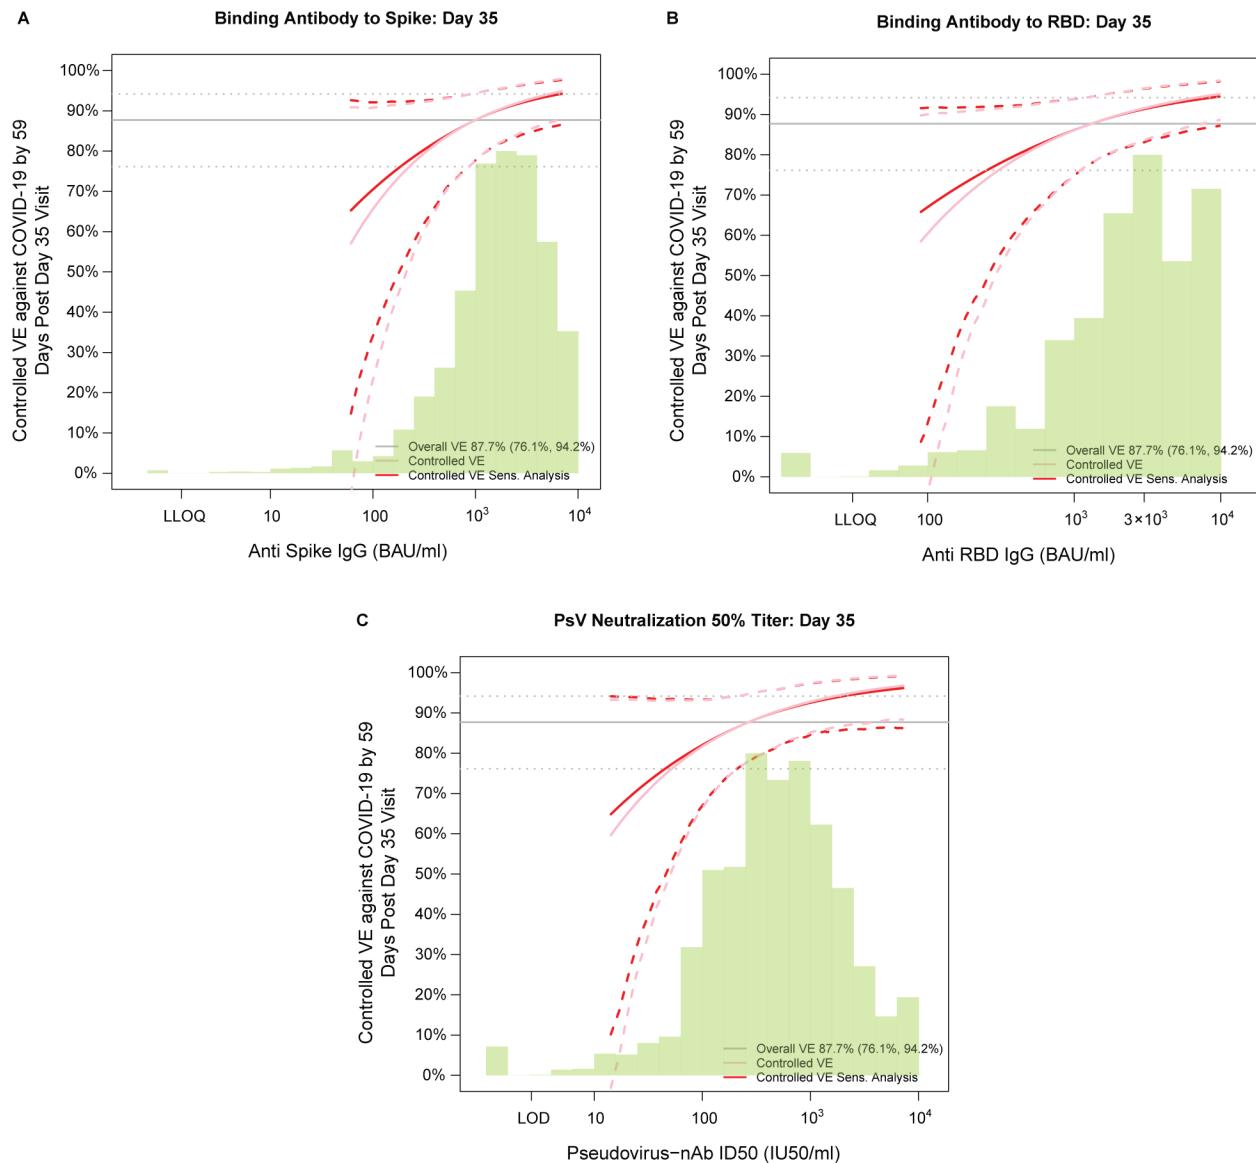 A
Binding Antibody to Spike: Day 35
Controlled VE against COVID-19 by 59
Days Post Day 35 Visit
100%
90%
80%
70%
60%
50%
40%
30%
20%
10%
0%
Overall VE 87.7% (76.1%, 94.2%)
Controlled VE
Controlled VE Sens. Analysis
LLOQ 10 100 10³ 10⁴
Anti Spike IgG (BAU/ml)
B
Binding Antibody to RBD: Day 35
Controlled VE against COVID-19 by 59
Days Post Day 35 Visit
100%
90%
80%
70%
60%
50%
40%
30%
20%
10%
0%
Overall VE 87.7% (76.1%, 94.2%)
Controlled VE
Controlled VE Sens. Analysis
LLOQ 100 10³ 3×10³ 10⁴
Anti RBD IgG (BAU/ml)
C
PsV Neutralization 50% Titer: Day 35
Controlled VE against COVID-19 by 59
Days Post Day 35 Visit
100%
90%
80%
70%
60%
50%
40%
30%
20%
10%
0%
Overall VE 87.7% (76.1%, 94.2%)
Controlled VE
Controlled VE Sens. Analysis
LOD 10 100 10³ 10⁴
Pseudovirus−nAb ID50 (IU50/ml)